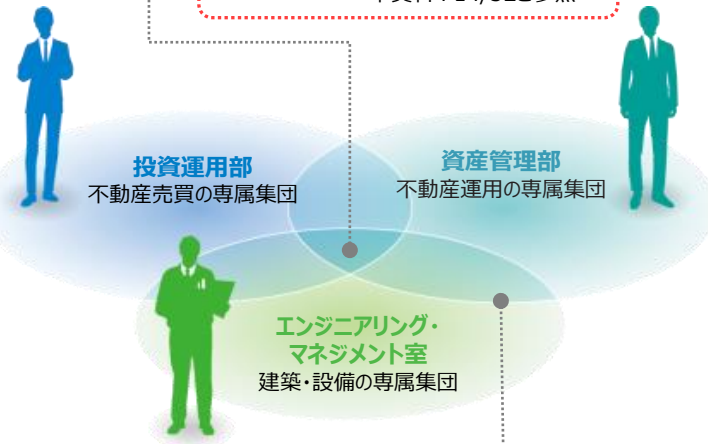 投資運用部
不動産売買の専属集団
資産管理部
不動産運用の専属集団
エンジニアリング・
マネジメント室
建築・設備の専属集団